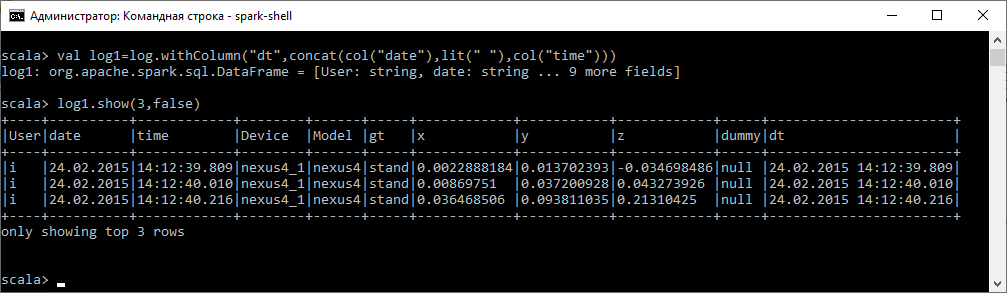 Администратор: Командная строка - spark-shell
scala> val log1=log.withColumn("dt",concat(col("date"),lit(" "),col("time")))
log1: org.apache.spark.sql.DataFrame = [User: string, date: string ... 9 more fields]
scala> log1.show(3,false)
+----+----------+------------+--------+------+-----+------------+-----------+------------+-----+-----------------------+
|User|date      |time        |Device  |Model |gt   |x           |y          |z           |dummy|dt                     |
+----+----------+------------+--------+------+-----+------------+-----------+------------+-----+-----------------------+
|i   |24.02.2015|14:12:39.809|nexus4_1|nexus4|stand|0.0022888184|0.013702393|-0.034698486|null |24.02.2015 14:12:39.809|
|i   |24.02.2015|14:12:40.010|nexus4_1|nexus4|stand|0.00869751  |0.037200928|0.043273926 |null |24.02.2015 14:12:40.010|
|i   |24.02.2015|14:12:40.216|nexus4_1|nexus4|stand|0.036468506 |0.093811035|0.21310425  |null |24.02.2015 14:12:40.216|
+----+----------+------------+--------+------+-----+------------+-----------+------------+-----+-----------------------+
only showing top 3 rows
scala>